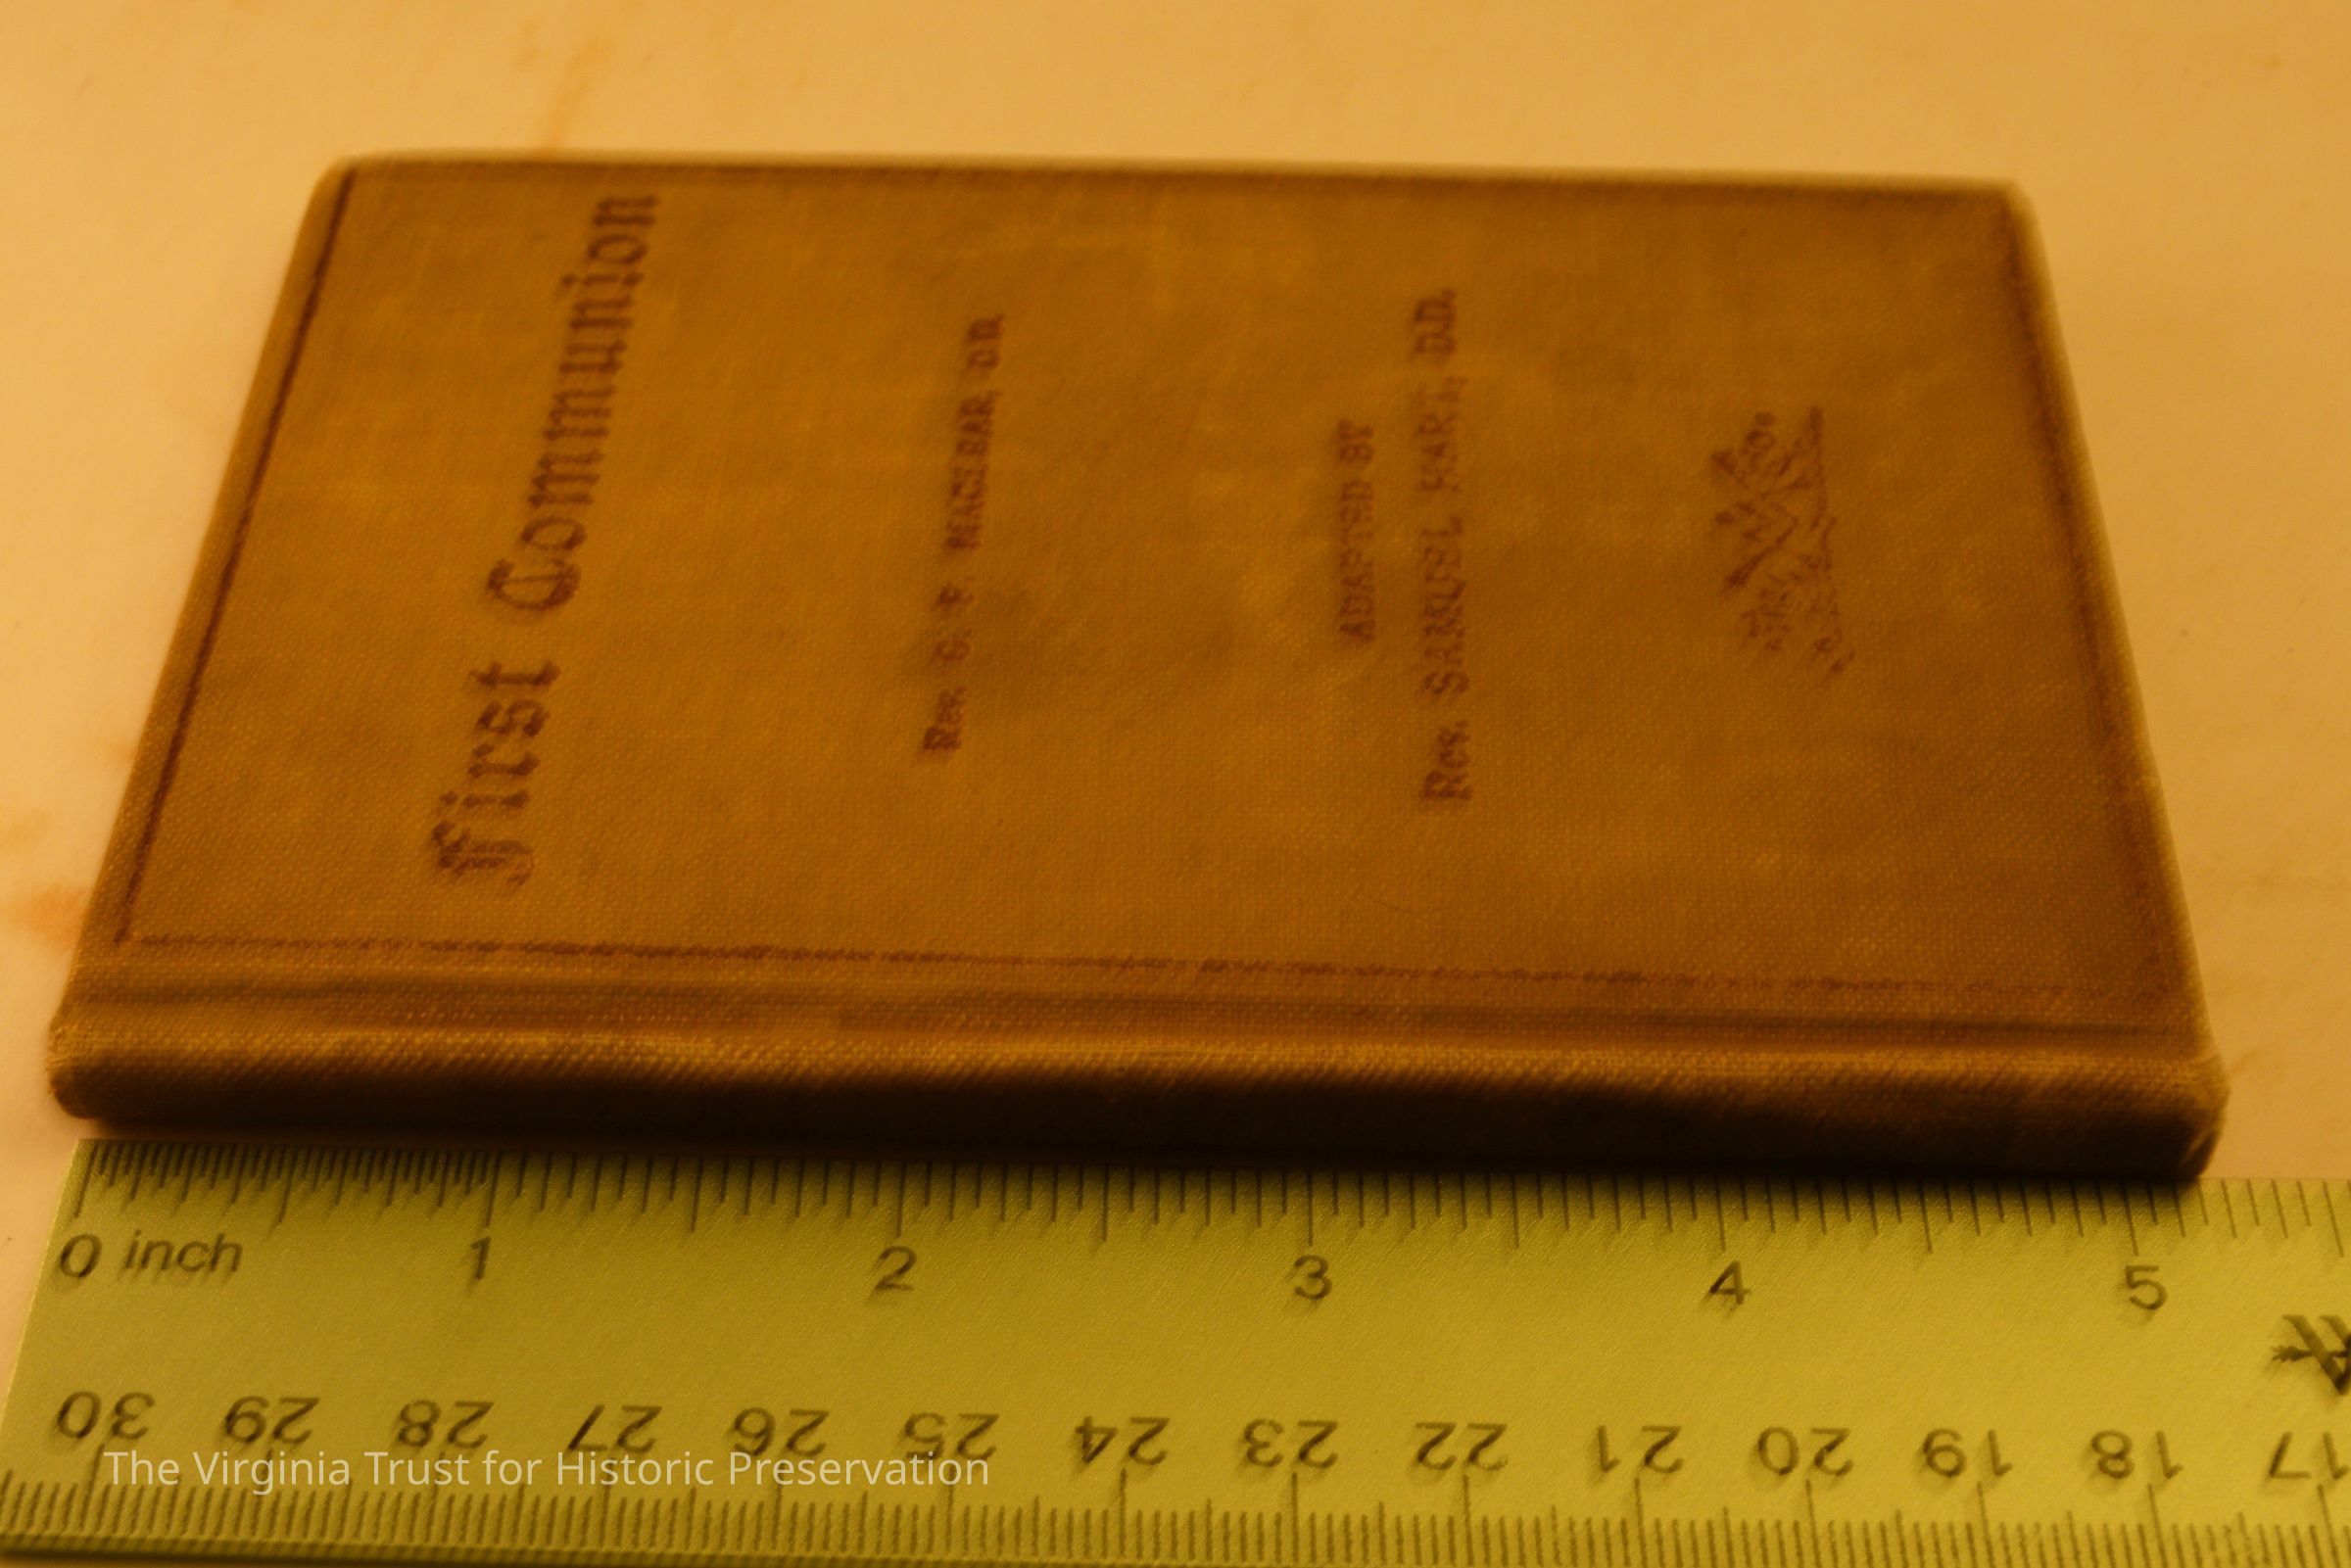 First Communion
Rev. G. F. MACLEAR, D.D.
ADAPTED BY
Rev. SAMUEL HART, D.D.
0 inch 1 2 3 4 5
30 29 28 27 26 25 24 23 22 21 20 19 18 17
The Virginia Trust for Historic Preservation